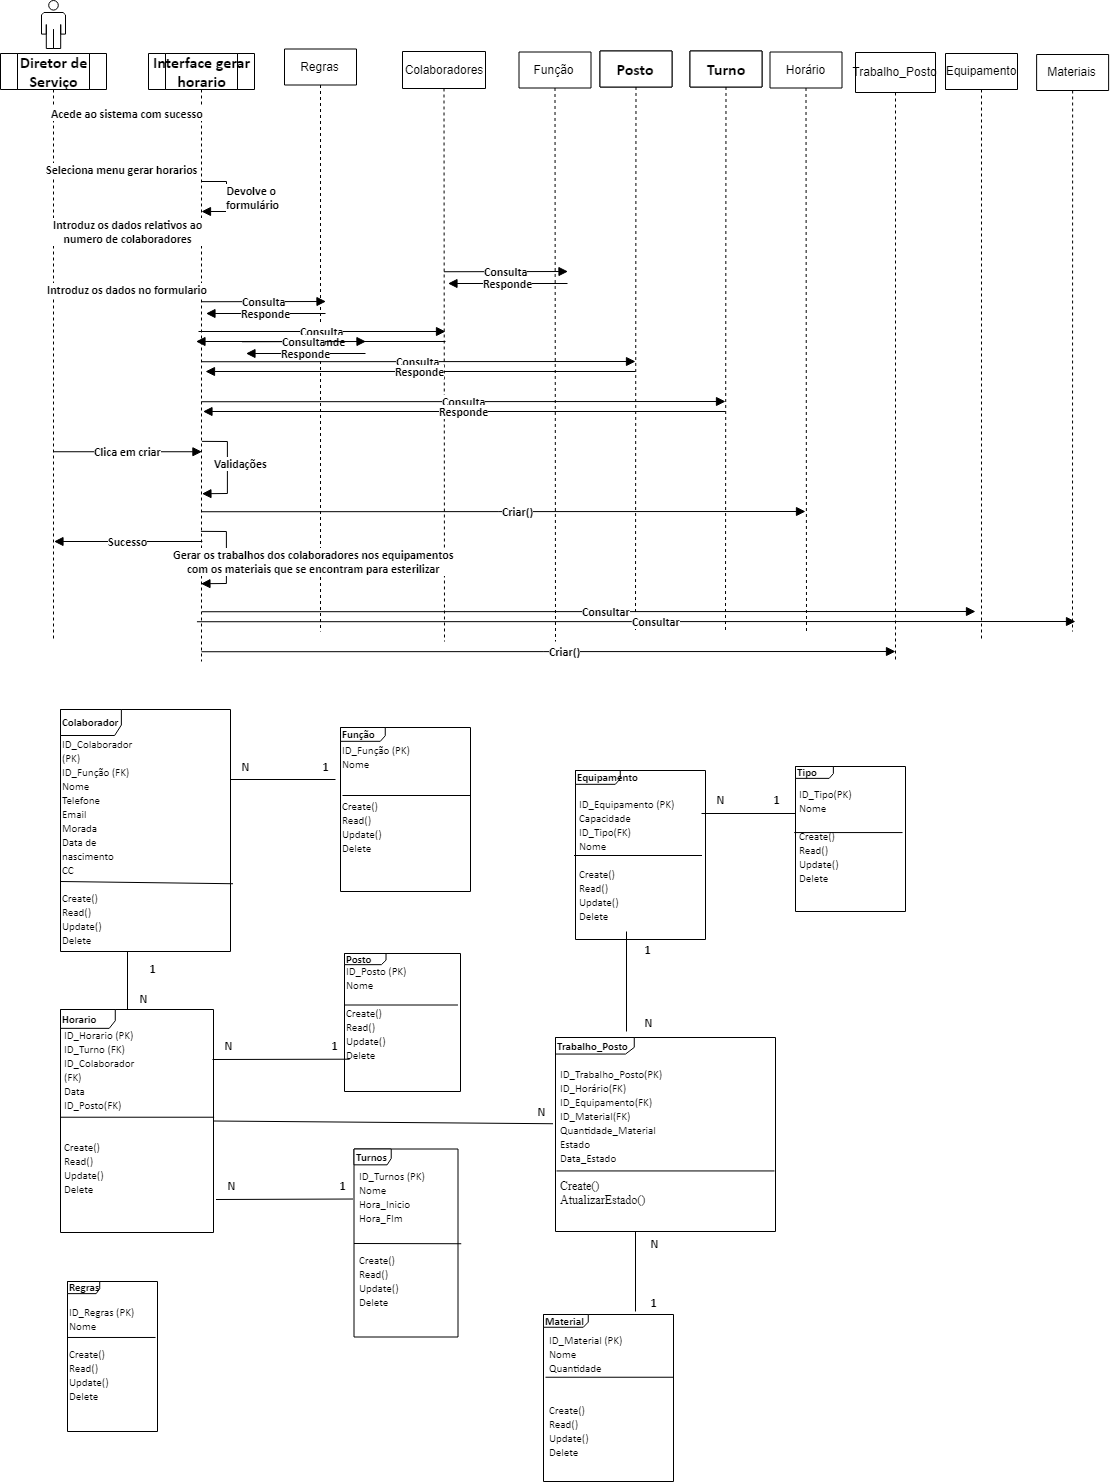 Diretor de
Serviço
Interface gerar
horario
Regras
Colaboradores
Função
Posto
Turno
Horário
Trabalho_Posto
Equipamento
Materiais
Acede ao sistema com sucesso
Seleciona menu gerar horarios
Devolve o
formulário
Introduz os dados relativos ao
numero de colaboradores
Consulta
Responde
Introduz os dados no formulario
Consulta
Responde
Consulta
Responde
Consulta
Responde
Consulta
Responde
Clica em criar
Validações
Criar()
Sucesso
Gerar os trabalhos dos colaboradores nos equipamentos
com os materiais que se encontram para esterilizar
Consultar
Consultar
Criar()
Colaborador
ID_Colaborador
(PK)
ID_Função (FK)
Nome
Telefone
Email
Morada
Data de
nascimento
CC
Create()
Read()
Update()
Delete
N
1
Função
ID_Função (PK)
Nome
Create()
Read()
Update()
Delete
Equipamento
ID_Equipamento (PK)
Capacidade
ID_Tipo(FK)
Nome
Create()
Read()
Update()
Delete
N
1
Tipo
ID_Tipo(PK)
Nome
Create()
Read()
Update()
Delete
1
N
Horario
ID_Horario (PK)
ID_Turno (FK)
ID_Colaborador
(FK)
Data
ID_Posto(FK)
Create()
Read()
Update()
Delete
N
1
Posto
ID_Posto (PK)
Nome
Create()
Read()
Update()
Delete
1
N
N
Trabalho_Posto
ID_Trabalho_Posto(PK)
ID_Horário(FK)
ID_Equipamento(FK)
ID_Material(FK)
Quantidade_Material
Estado
Data_Estado
Create()
AtualizarEstado()
N
1
Turnos
ID_Turnos (PK)
Nome
Hora_Inicio
Hora_FIm
Create()
Read()
Update()
Delete
Regras
ID_Regras (PK)
Nome
Create()
Read()
Update()
Delete
N
1
Material
ID_Material (PK)
Nome
Quantidade
Create()
Read()
Update()
Delete